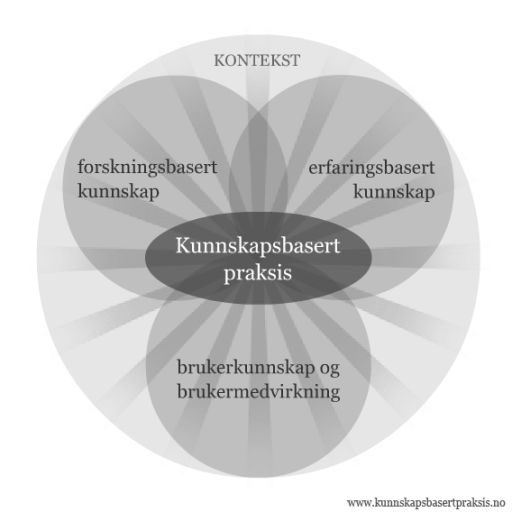 KONTEKST
forskningsbasert
kunnskap
erfaringsbasert
kunnskap
Kunnskapsbasert
praksis
brukerkunnskap og
brukermedvirkning
www.kunnskapsbasertpraksis.no